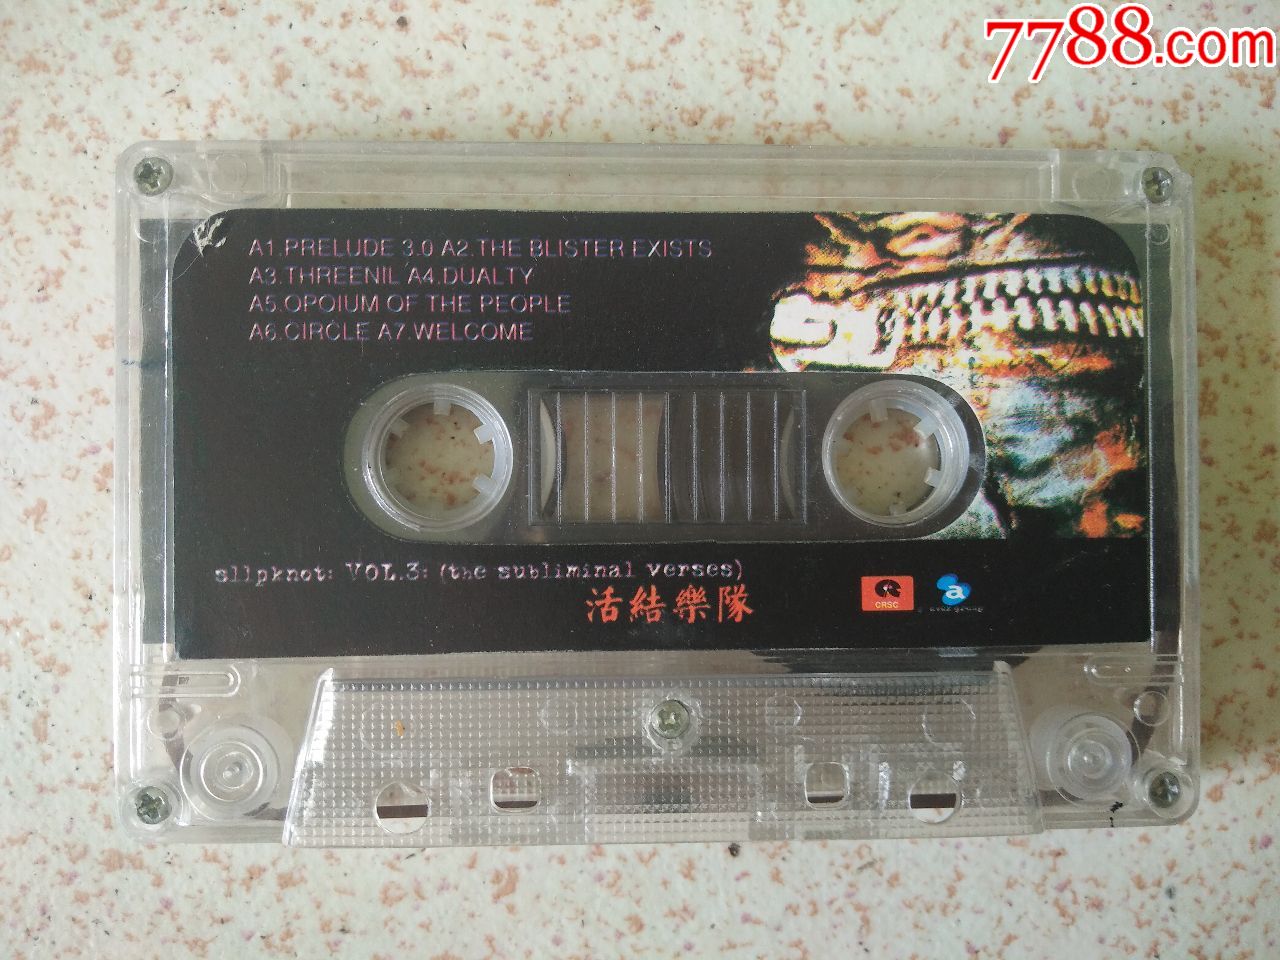 7788.com
A1.PRELUDE 3.0 A2.THE BLISTER EXISTS
A3.THREENIL A4.DUALTY
A5.OPOIUM OF THE PEOPLE
A6.CIRCLE A7.WELCOME
sllpknot: VOL.3: (the subliminal verses)
活結樂隊
CRSC
a